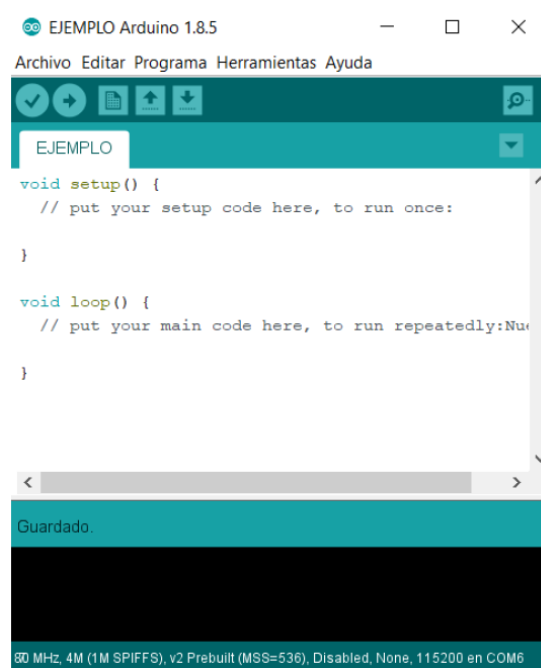 EJEMPLO Arduino 1.8.5
Archivo Editar Programa Herramientas Ayuda
EJEMPLO
void setup() {
// put your setup code here, to run once:
}
void loop() {
// put your main code here, to run repeatedly:Nue
}
Guardado.
MHz, 4M (1M SPIFFS), v2 Prebuilt (MSS=536), Disabled, None, 115200 en COM6